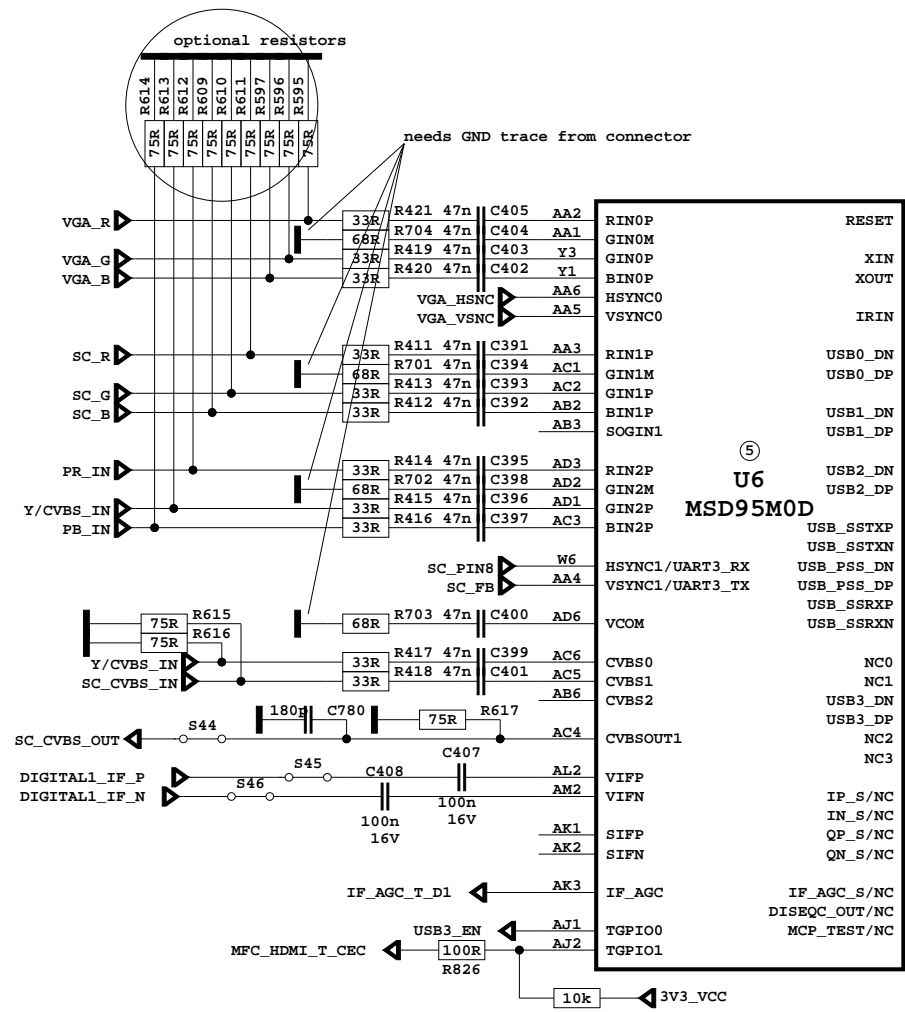 optional resistors
R614 R613 R612 R609 R610 R611 R597 R596 R595
75R 75R 75R 75R 75R 75R 75R 75R 75R
needs GND trace from connector
VGA_R 33R R421 47n C405 AA2 RIN0P RESET
68R R704 47n C404 AA1 GIN0M
VGA_G 33R R419 47n C403 Y3 GIN0P XIN
VGA_B 33R R420 47n C402 Y1 BIN0P XOUT
VGA_HSNC AA6 HSYNC0
VGA_VSNC AA5 VSYNC0 IRIN
SC_R 33R R411 47n C391 AA3 RIN1P USB0_DN
68R R701 47n C394 AC1 GIN1M USB0_DP
SC_G 33R R413 47n C393 AC2 GIN1P
SC_B 33R R412 47n C392 AB2 BIN1P USB1_DN
AB3 SOGIN1 USB1_DP
5
PR_IN 33R R414 47n C395 AD3 RIN2P U6 USB2_DN
68R R702 47n C398 AD2 GIN2M USB2_DP
Y/CVBS_IN 33R R415 47n C396 AD1 GIN2P MSD95M0D
PB_IN 33R R416 47n C397 AC3 BIN2P USB_SSTXP
USB_SSTXN
SC_PIN8 W6 HSYNC1/UART3_RX USB_PSS_DN
SC_FB AA4 VSYNC1/UART3_TX USB_PSS_DP
USB_SSRXP
75R R615 68R R703 47n C400 AD6 VCOM USB_SSRXN
75R R616
Y/CVBS_IN 33R R417 47n C399 AC6 CVBS0 NC0
SC_CVBS_IN 33R R418 47n C401 AC5 CVBS1 NC1
AB6 CVBS2 USB3_DN
180p C780 75R R617 USB3_DP
SC_CVBS_OUT S44 AC4 CVBSOUT1 NC2
NC3
DIGITAL1_IF_P S45 C407 AL2 VIFP
DIGITAL1_IF_N S46 C408 100n AM2 VIFN IP_S/NC
100n 16V IN_S/NC
16V AK1 SIFP QP_S/NC
AK2 SIFN QN_S/NC
IF_AGC_T_D1 AK3 IF_AGC IF_AGC_S/NC
DISEQC_OUT/NC
USB3_EN AJ1 TGPIO0 MCP_TEST/NC
MFC_HDMI_T_CEC 100R AJ2 TGPIO1
R826
10k 3V3_VCC